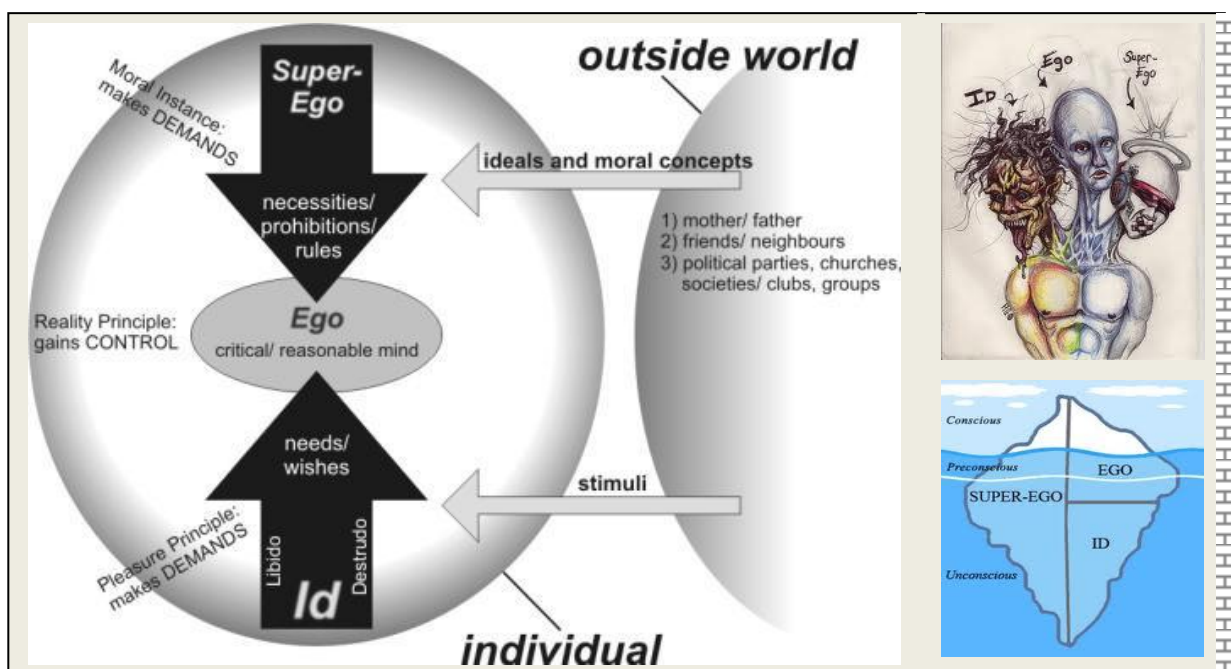 Super-
Ego
Moral Instance:
makes DEMANDS
necessities/
prohibitions/
rules
Reality Principle:
gains CONTROL
Ego
critical/ reasonable mind
needs/
wishes
Pleasure Principle:
makes DEMANDS
Libido
Destrudo
Id
individual
outside world
ideals and moral concepts
1) mother/ father
2) friends/ neighbours
3) political parties, churches,
societies/ clubs, groups
stimuli
ID
Ego
Super-
Ego
Conscious
Preconscious
EGO
SUPER-EGO
ID
Unconscious